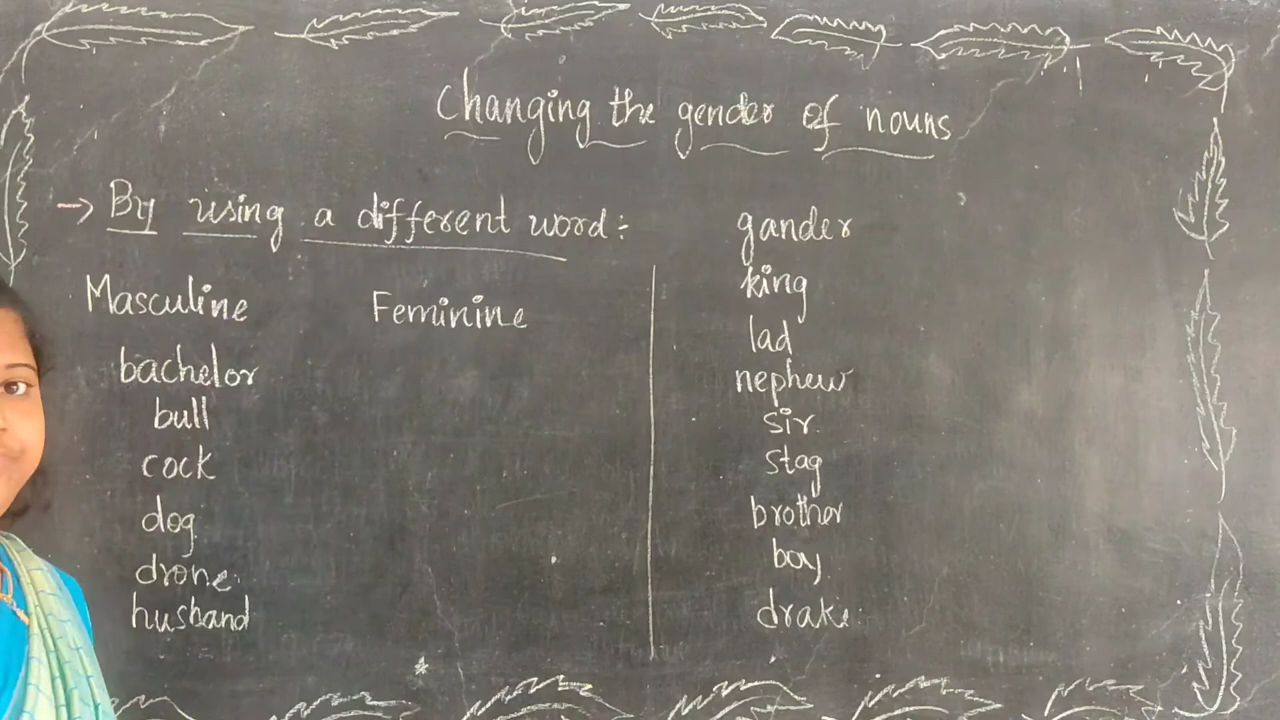 Changing the gender of nouns
→ By using a different word:
Masculine Feminine
bachelor
bull
cock
dog
drone
husband
gander
king
lad
nephew
sir
stag
brother
boy
drake